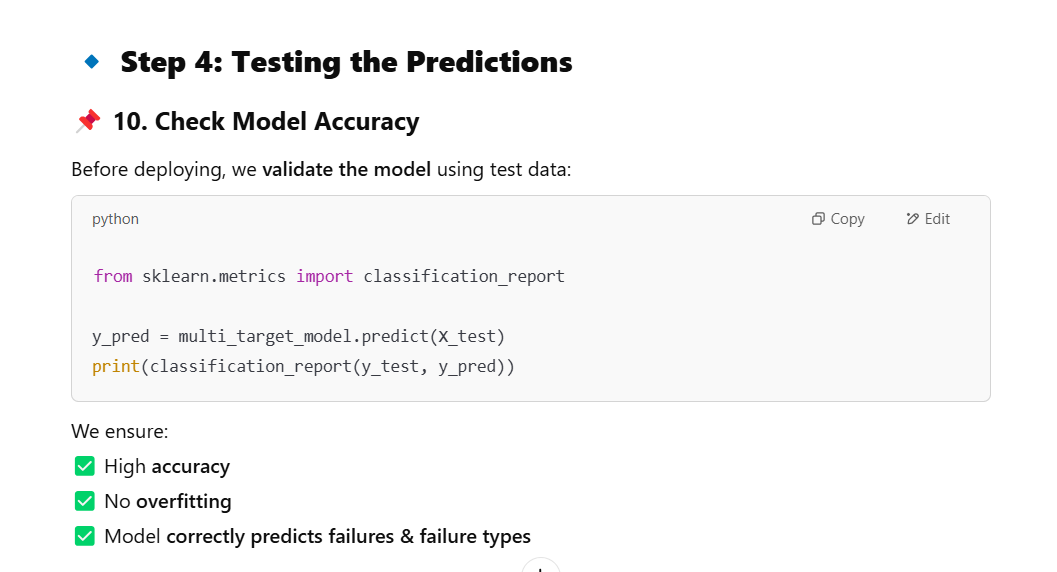 Step 4: Testing the Predictions
10. Check Model Accuracy
Before deploying, we validate the model using test data:
python
Copy
Edit
from sklearn.metrics import classification_report
y_pred = multi_target_model.predict(X_test)
print(classification_report(y_test, y_pred))
We ensure:
High accuracy
No overfitting
Model correctly predicts failures & failure types